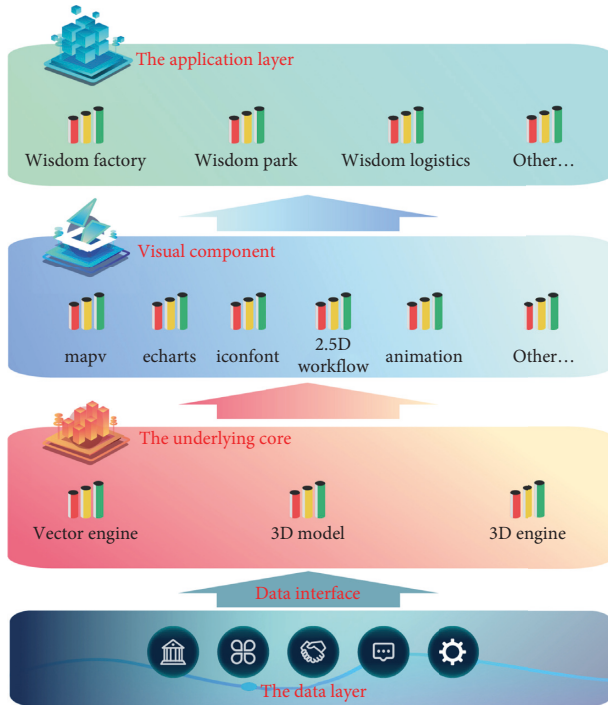 The application layer
Wisdom factory
Wisdom park
Wisdom logistics
Other…
Visual component
mapv
echarts
iconfont
2.5D
workflow
animation
Other…
The underlying core
Vector engine
3D model
3D engine
Data interface
The data layer